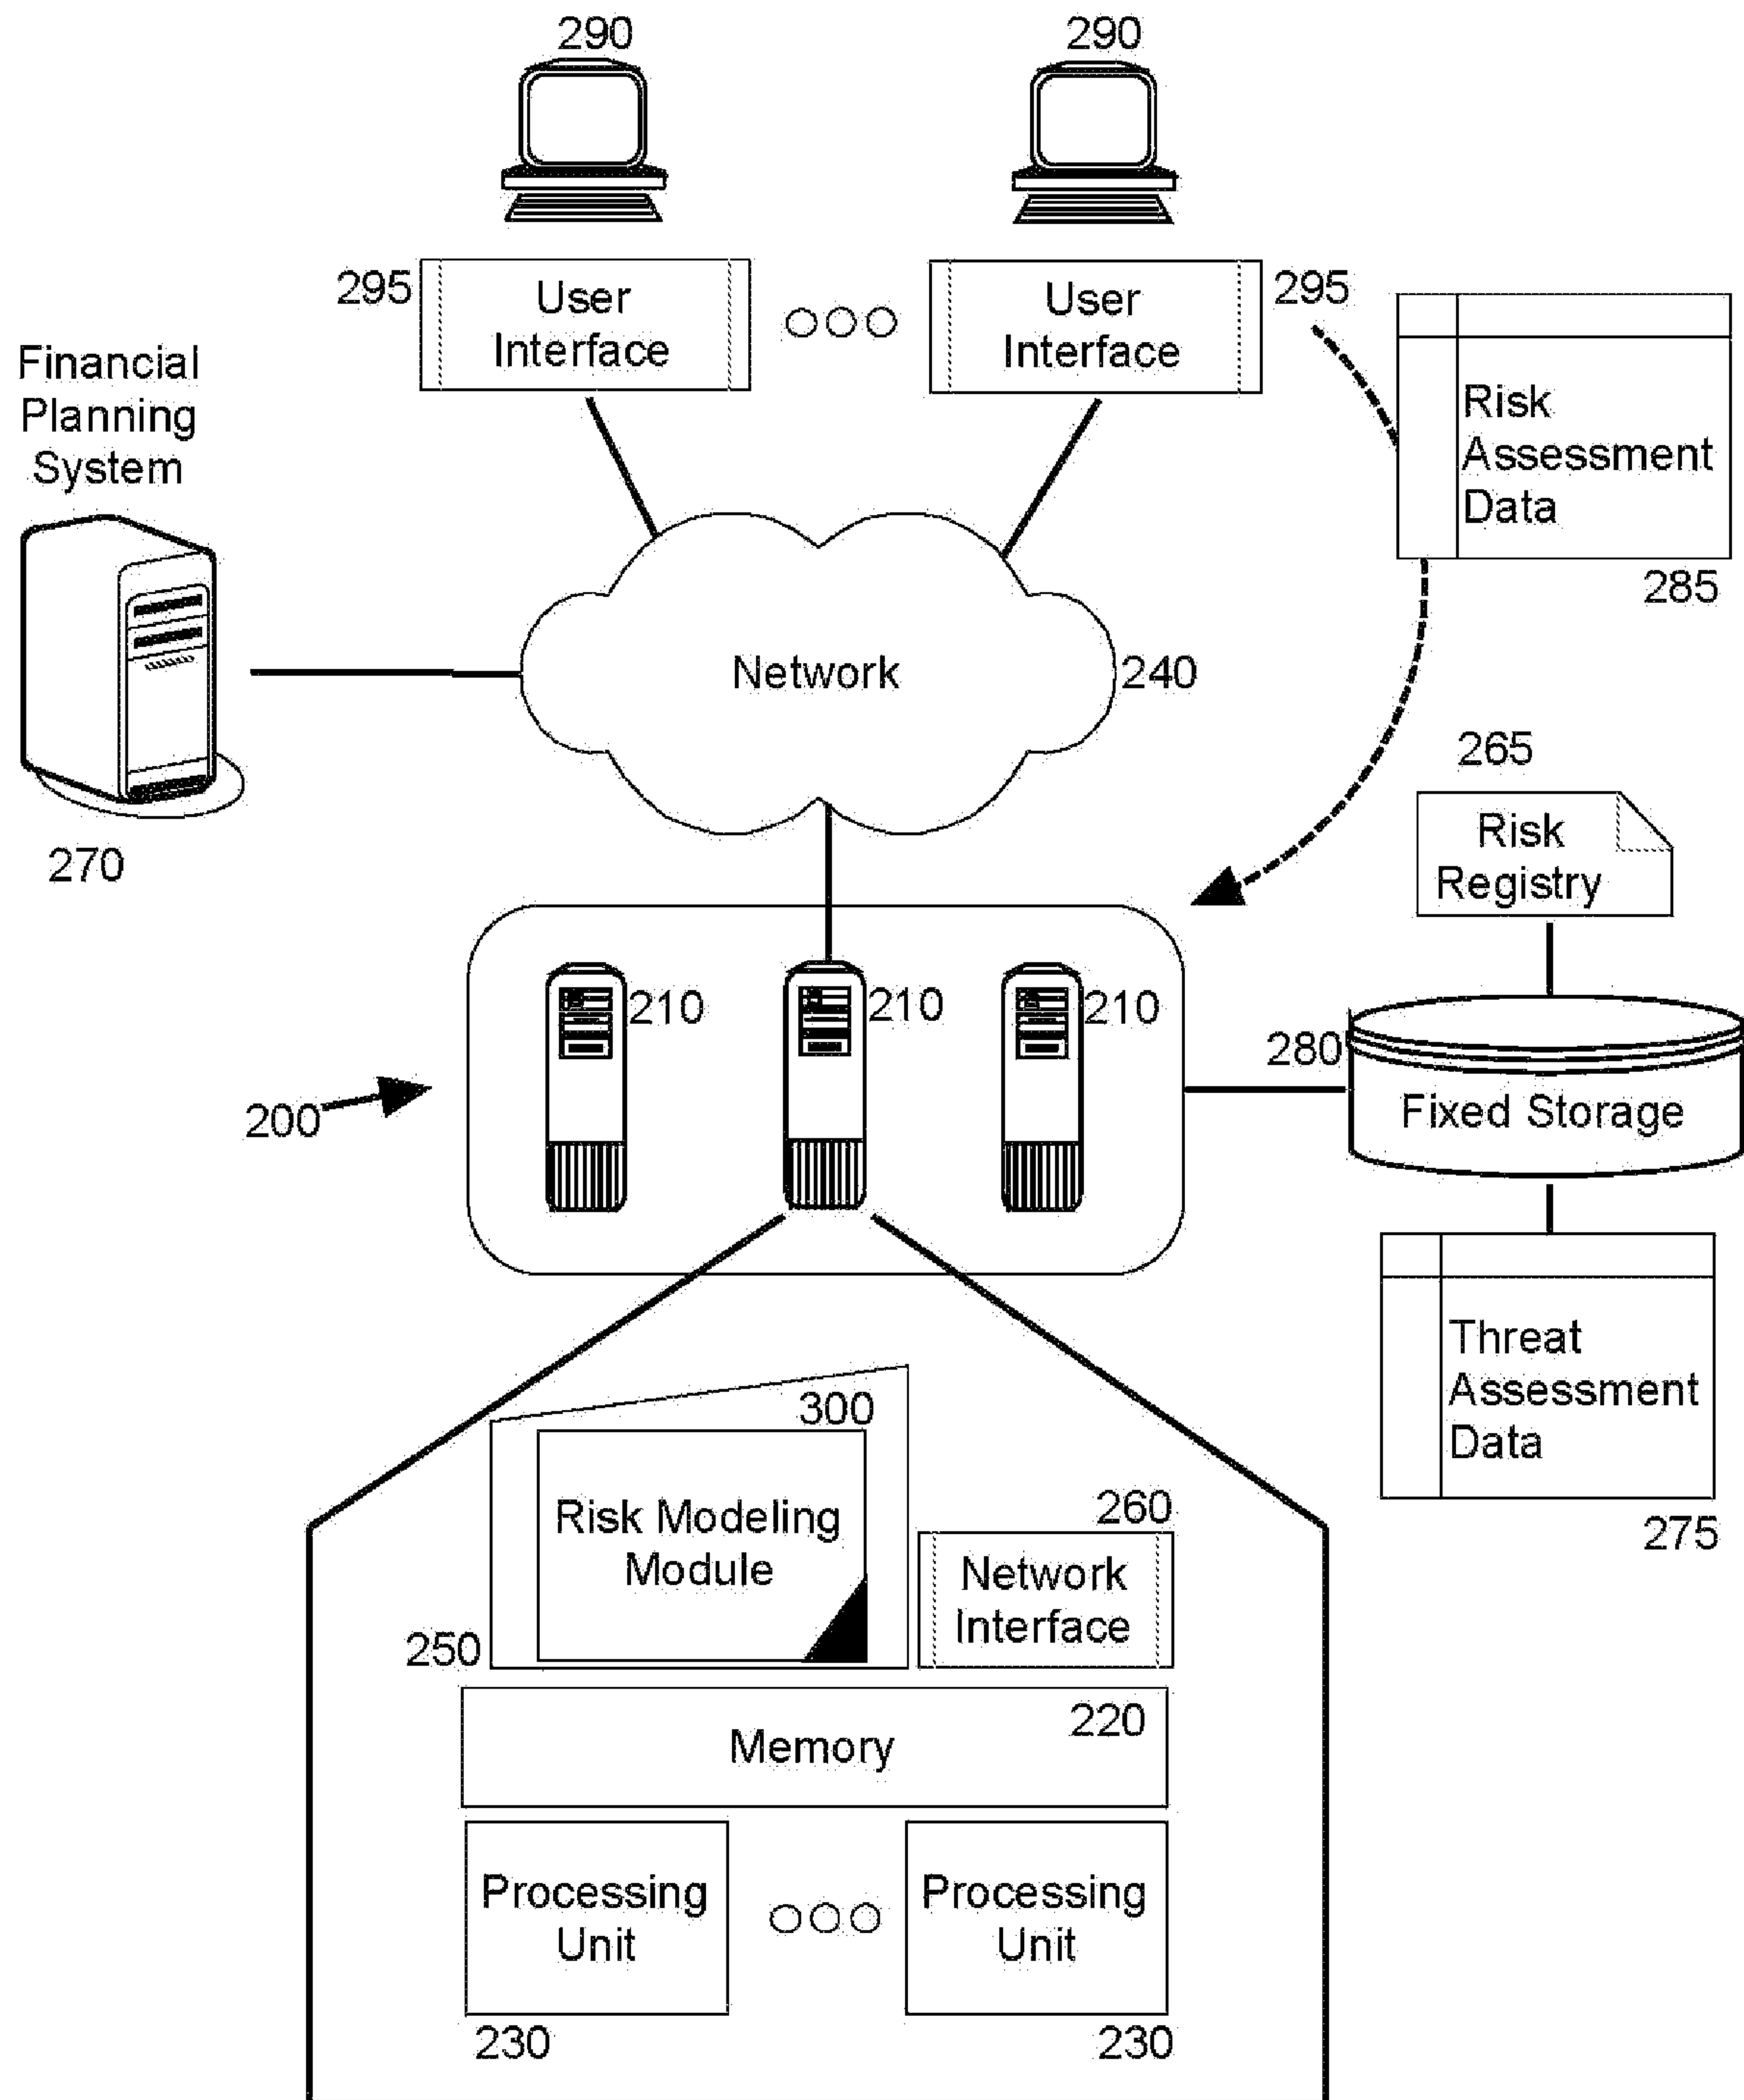 290
290
295
User
Interface
User
Interface
295
Financial
Planning
System
Risk
Assessment
Data
285
Network
240
270
265
Risk
Registry
210
210
210
280
200
Fixed Storage
Threat
Assessment
Data
275
300
Risk Modeling
Module
250
260
Network
Interface
220
Memory
Processing
Unit
Processing
Unit
230
230